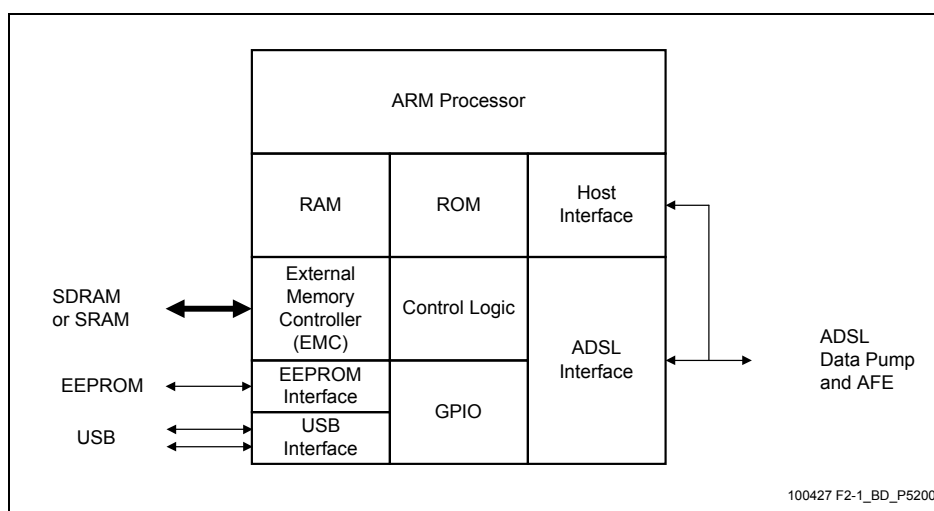 ARM Processor
RAM
ROM
Host
Interface
SDRAM
or SRAM
External
Memory
Controller
(EMC)
Control Logic
ADSL
Interface
ADSL
Data Pump
and AFE
EEPROM
EEPROM
Interface
GPIO
USB
USB
Interface
100427 F2-1_BD_P5200